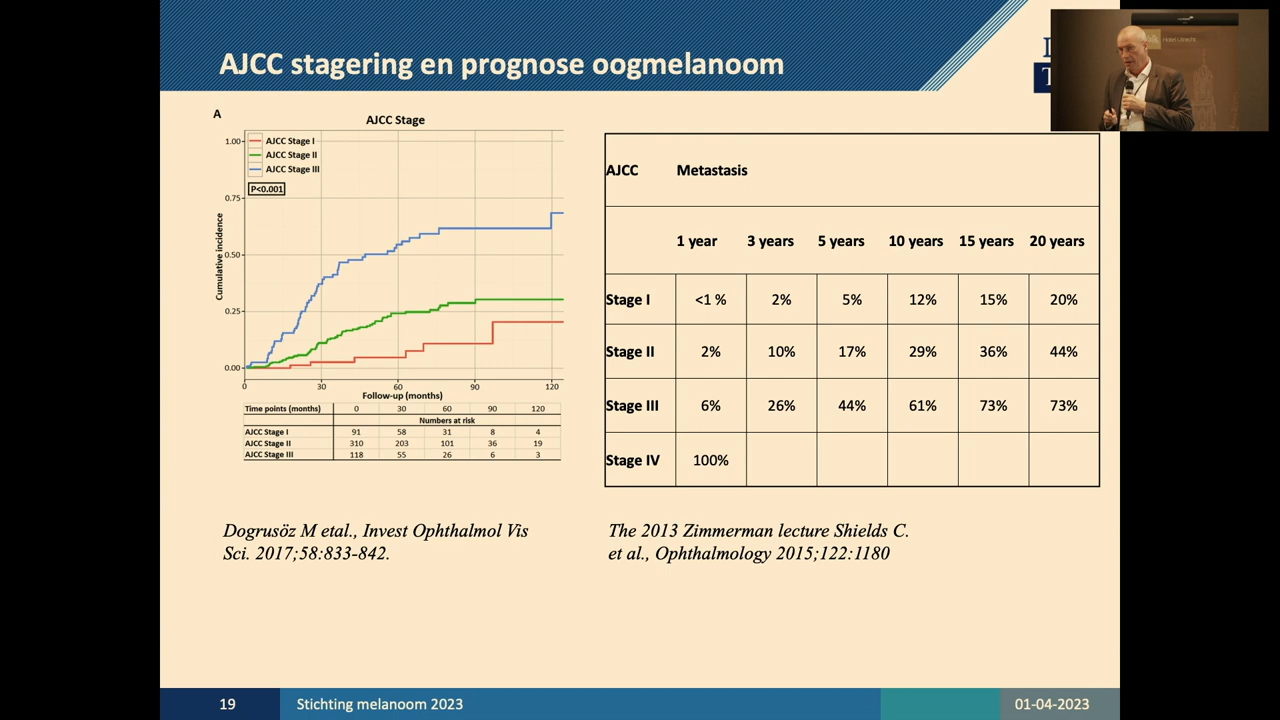 AJCC stagering en prognose oogmelanoom
A
AJCC Stage
1.00
0.75
0.50
0.25
0.00
Cumulative incidence
AJCC Stage I
AJCC Stage II
AJCC Stage III
P<0.001
0 30 60 90 120
Follow-up (months)
Time points (months) 0 30 60 90 120
Numbers at risk
AJCC Stage I 91 58 31 8 4
AJCC Stage II 310 203 101 36 19
AJCC Stage III 118 55 26 6 3
AJCC Metastasis
1 year 3 years 5 years 10 years 15 years 20 years
Stage I <1 % 2% 5% 12% 15% 20%
Stage II 2% 10% 17% 29% 36% 44%
Stage III 6% 26% 44% 61% 73% 73%
Stage IV 100%
Dogrusöz M etal., Invest Ophthalmol Vis
Sci. 2017;58:833-842.
The 2013 Zimmerman lecture Shields C.
et al., Ophthalmology 2015;122:1180
19
Stichting melanoom 2023
01-04-2023
Hotel Utrecht